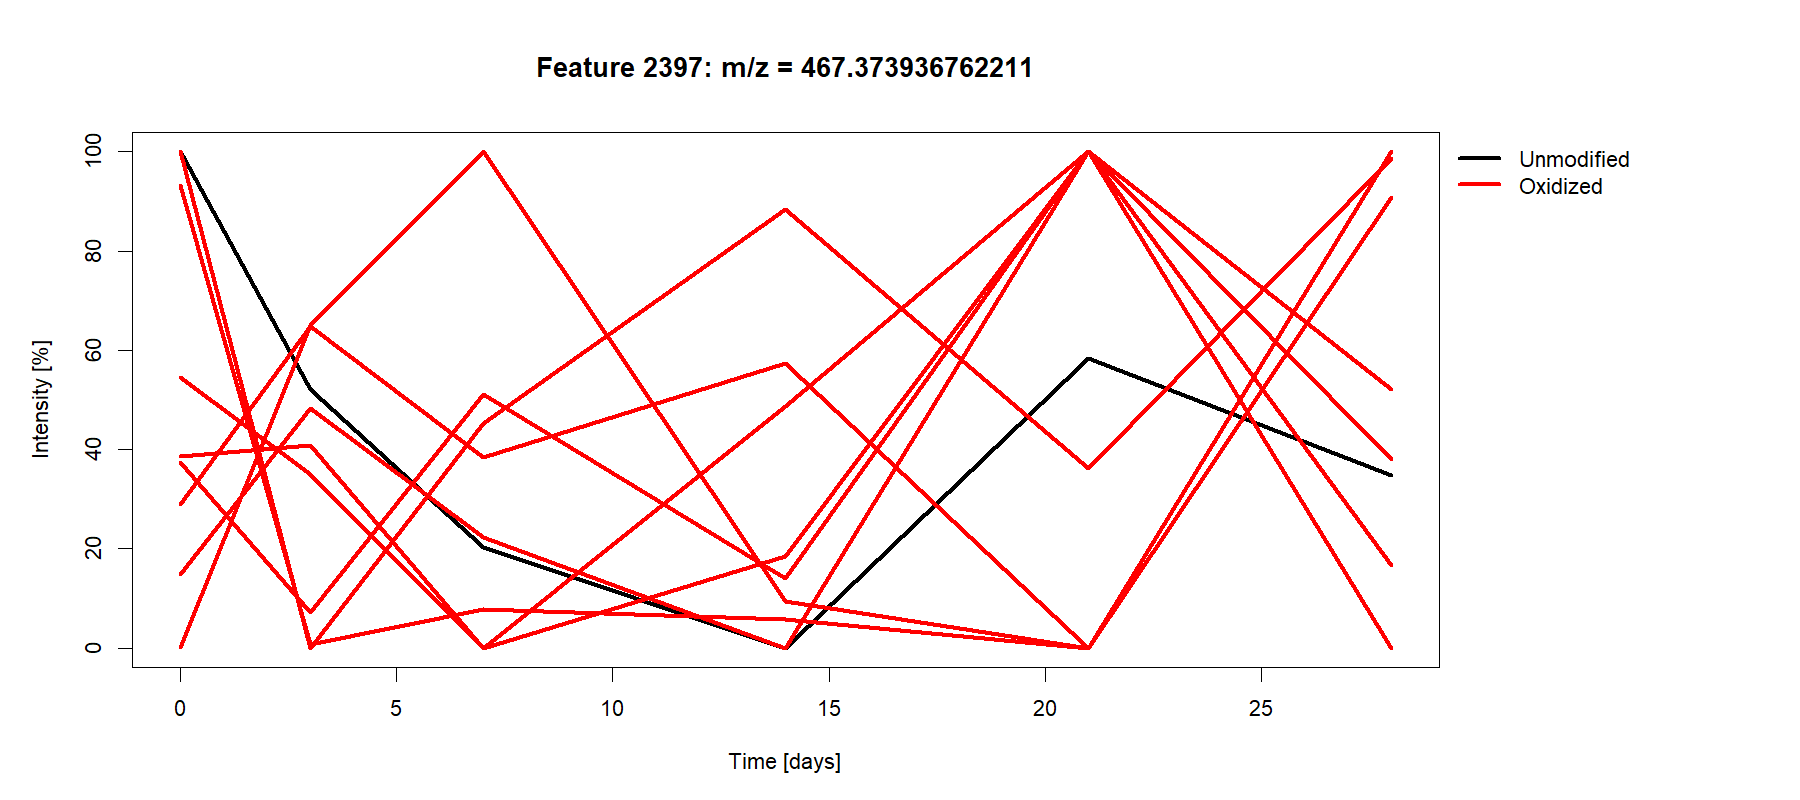 Feature 2397: m/z = 467.373936762211
Unmodified
Oxidized
Intensity [%]
100
80
60
40
20
0
0 5 10 15 20 25
Time [days]